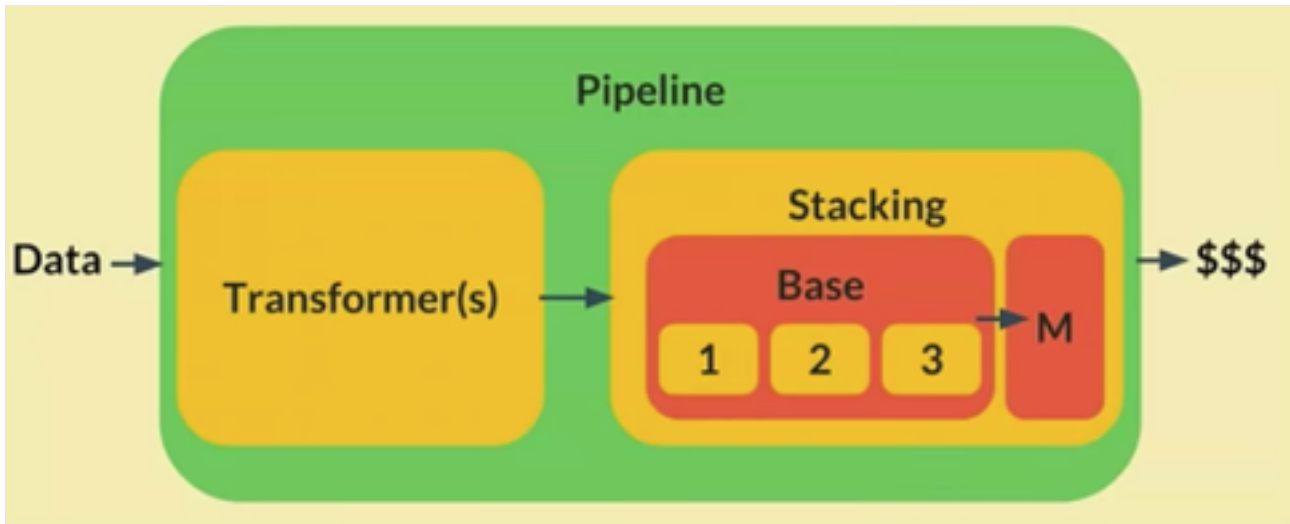 Pipeline
Data
Transformer(s)
Stacking
Base
1 2 3
M
$$$